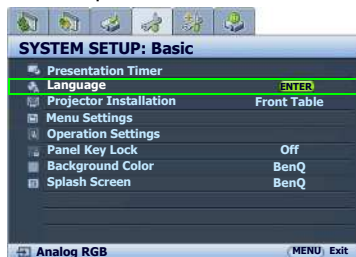 SYSTEM SETUP: Basic
Presentation Timer
Language ENTER
Projector Installation Front Table
Menu Settings
Operation Settings
Panel Key Lock Off
Background Color BenQ
Splash Screen BenQ
Analog RGB MENU Exit